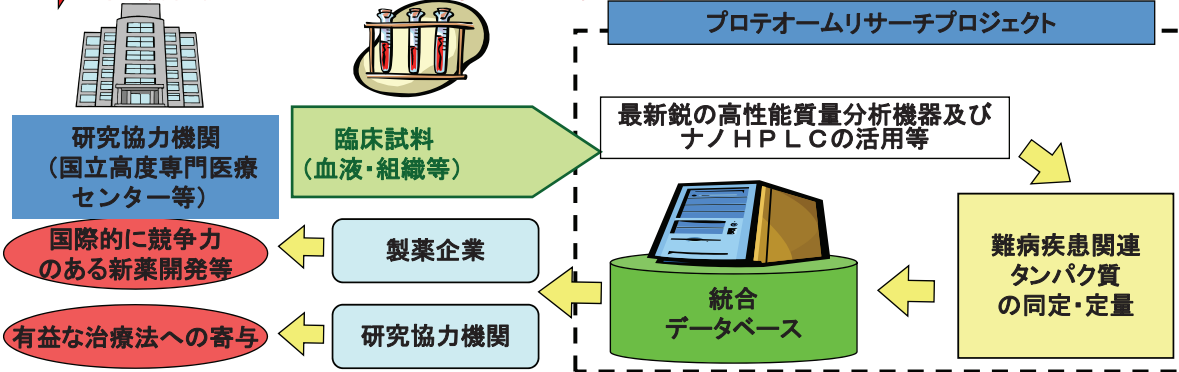 プロテオームリサーチプロジェクト
研究協力機関
（国立高度専門医療
センター等）
臨床試料
（血液・組織等）
最新鋭の高性能質量分析機器及び
ナノＨＰＬＣの活用等
難病疾患関連
タンパク質
の同定・定量
統合
データベース
製薬企業
国際的に競争力
のある新薬開発等
研究協力機関
有益な治療法への寄与